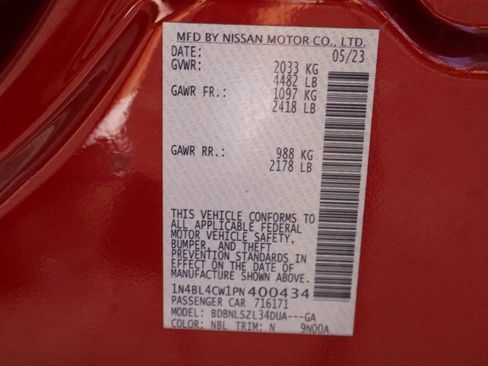 MFD BY NISSAN MOTOR CO., LTD.
DATE: 05/23
GVWR: 2033 KG
4482 LB
GAWR FR.: 1097 KG
2418 LB
GAWR RR.: 988 KG
2178 LB
THIS VEHICLE CONFORMS TO
ALL APPLICABLE FEDERAL
MOTOR VEHICLE SAFETY,
BUMPER, AND THEFT
PREVENTION STANDARDS IN
EFFECT ON THE DATE OF
MANUFACTURE SHOWN ABOVE.
1N4BL4CW1PN400434
PASSENGER CAR 716171
MODEL: BDBNLSZL34DUA---GA
COLOR: NBL TRIM: N 9N00A